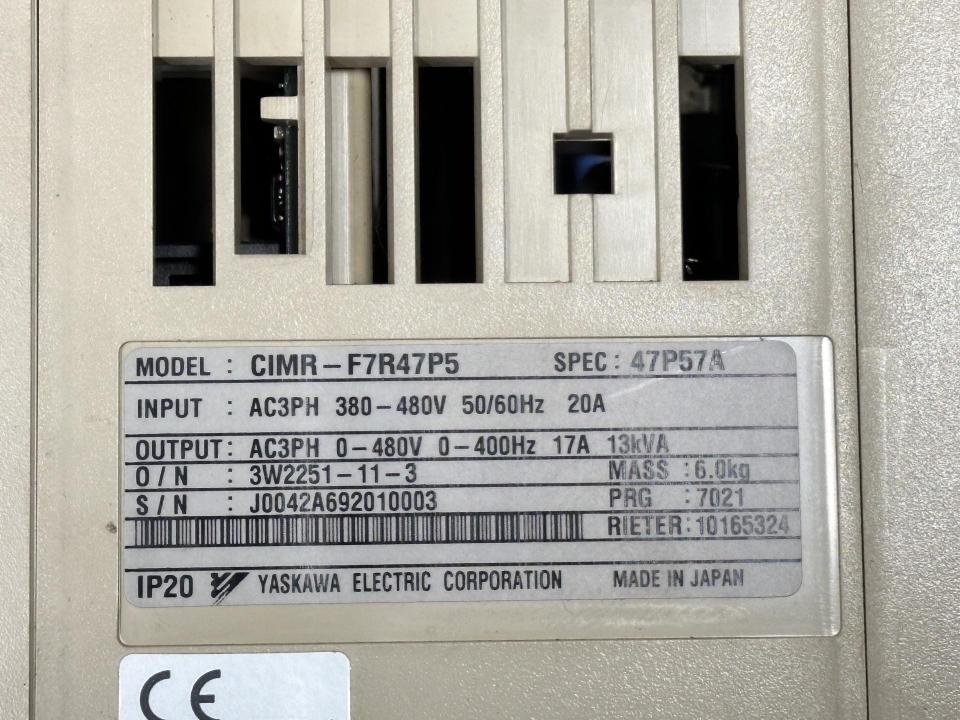 MODEL : CIMR-F7R47P5 SPEC : 47P57A
INPUT : AC3PH 380-480V 50/60Hz 20A
OUTPUT : AC3PH 0-480V 0-400Hz 17A 13kVA
O/N : 3W2251-11-3 MASS : 6.0kg
S/N : J0042A692010003 PRG : 7021
RIETER : 10165324
IP20 YASKAWA ELECTRIC CORPORATION MADE IN JAPAN
CE